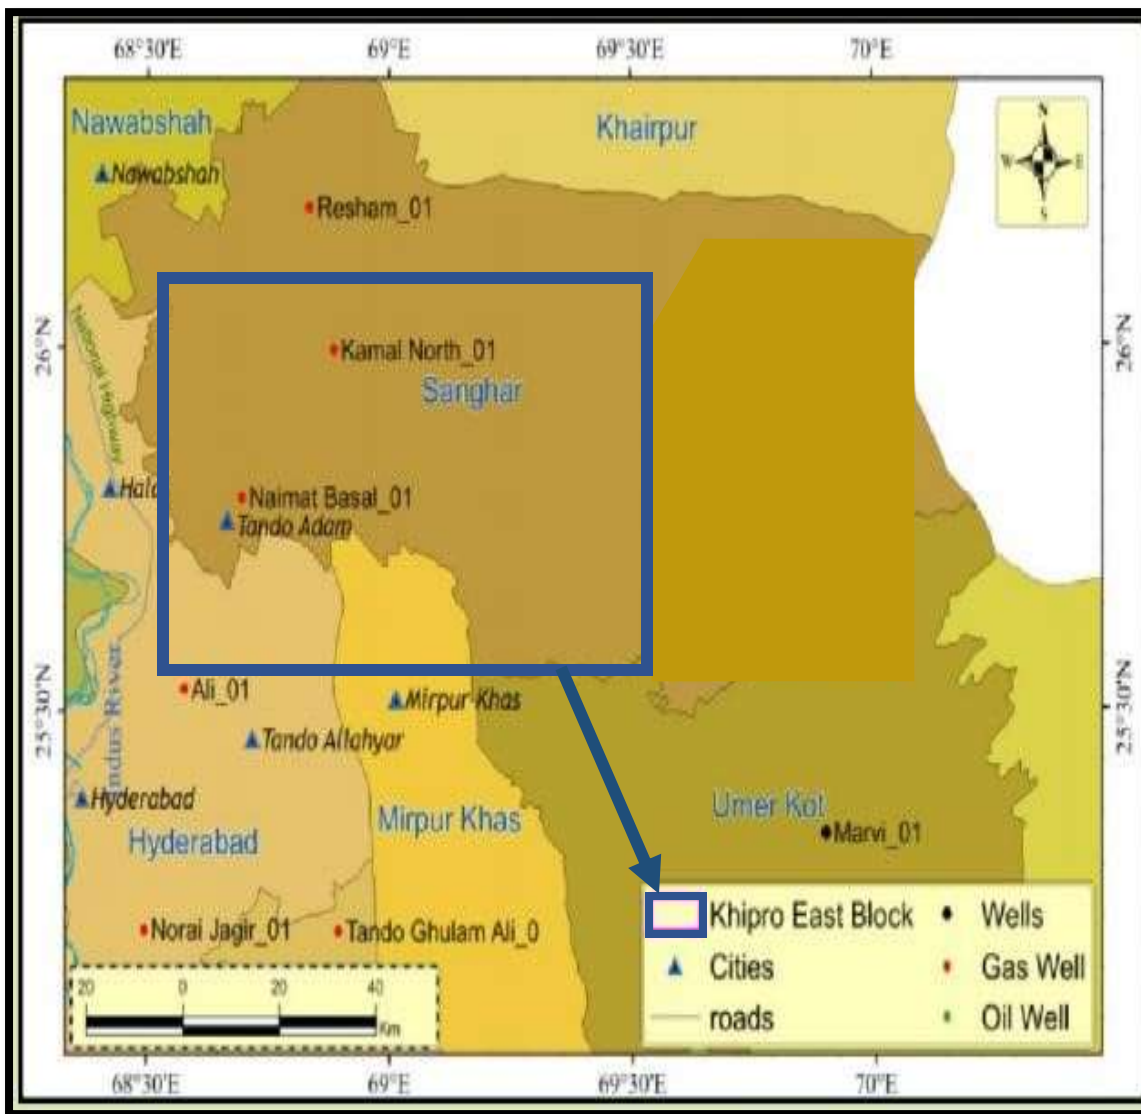 68°30'E 69°E 69°30'E 70°E
Nawabshah
Khairpur
N
W E
S
Nawabshah
Resham_01
26°N
26°N
National Highway
Kamal North_01
Sanghar
Hala
Naimat Basal_01
Tando Adam
Indus River
Ali_01
Mirpur Khas
25°30'N
25°30'N
Tando Allahyar
Hyderabad
Hyderabad
Mirpur Khas
Umer Kot
Marvi_01
Norai Jagir_01
Tando Ghulam Ali_0
Khipro East Block Wells
Cities Gas Well
roads Oil Well
20 0 20 40
Km
68°30'E 69°E 69°30'E 70°E